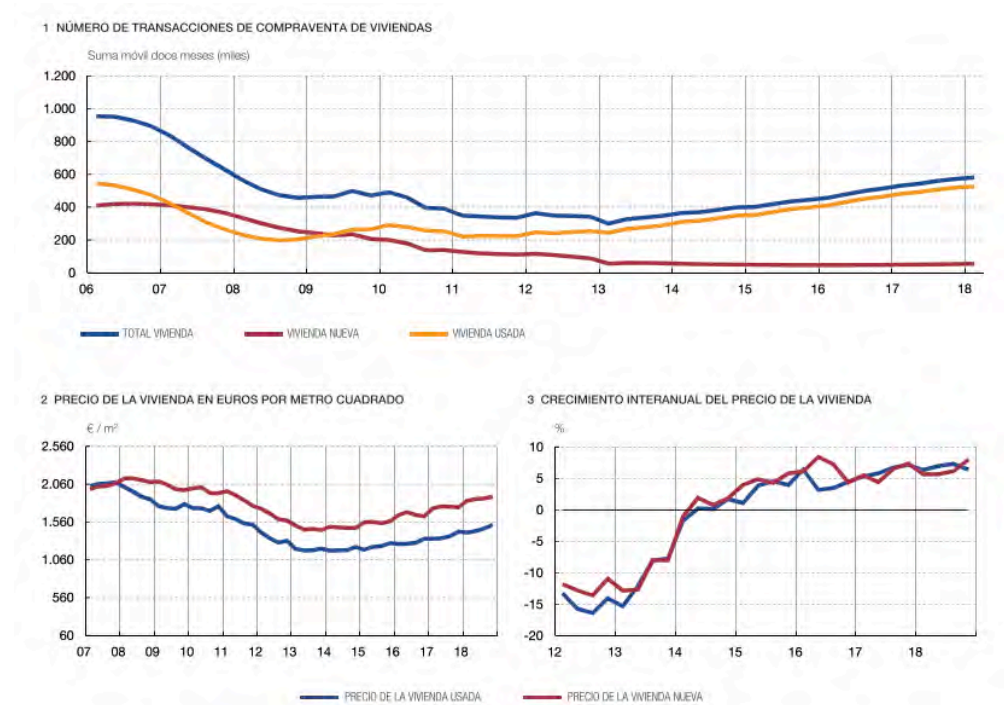 1 NÚMERO DE TRANSACCIONES DE COMPRAVENTA DE VIVIENDAS
Suma móvil doce meses (miles)
1.200
1.000
800
600
400
200
0
06 07 08 09 10 11 12 13 14 15 16 17 18
TOTAL VIVIENDA VIVIENDA NUEVA VIVIENDA USADA
2 PRECIO DE LA VIVIENDA EN EUROS POR METRO CUADRADO
€ / m²
2.560
2.060
1.560
1.060
560
60
07 08 09 10 11 12 13 14 15 16 17 18
3 CRECIMIENTO INTERANUAL DEL PRECIO DE LA VIVIENDA
%
10
5
0
-5
-10
-15
-20
12 13 14 15 16 17 18
PRECIO DE LA VIVIENDA USADA PRECIO DE LA VIVIENDA NUEVA